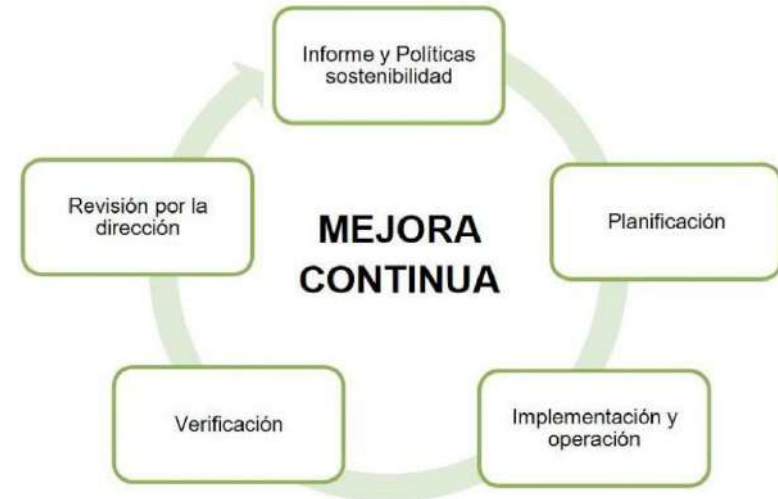 Informe y Políticas
sostenibilidad
Planificación
Implementación y
operación
Verificación
Revisión por la
dirección
MEJORA
CONTINUA